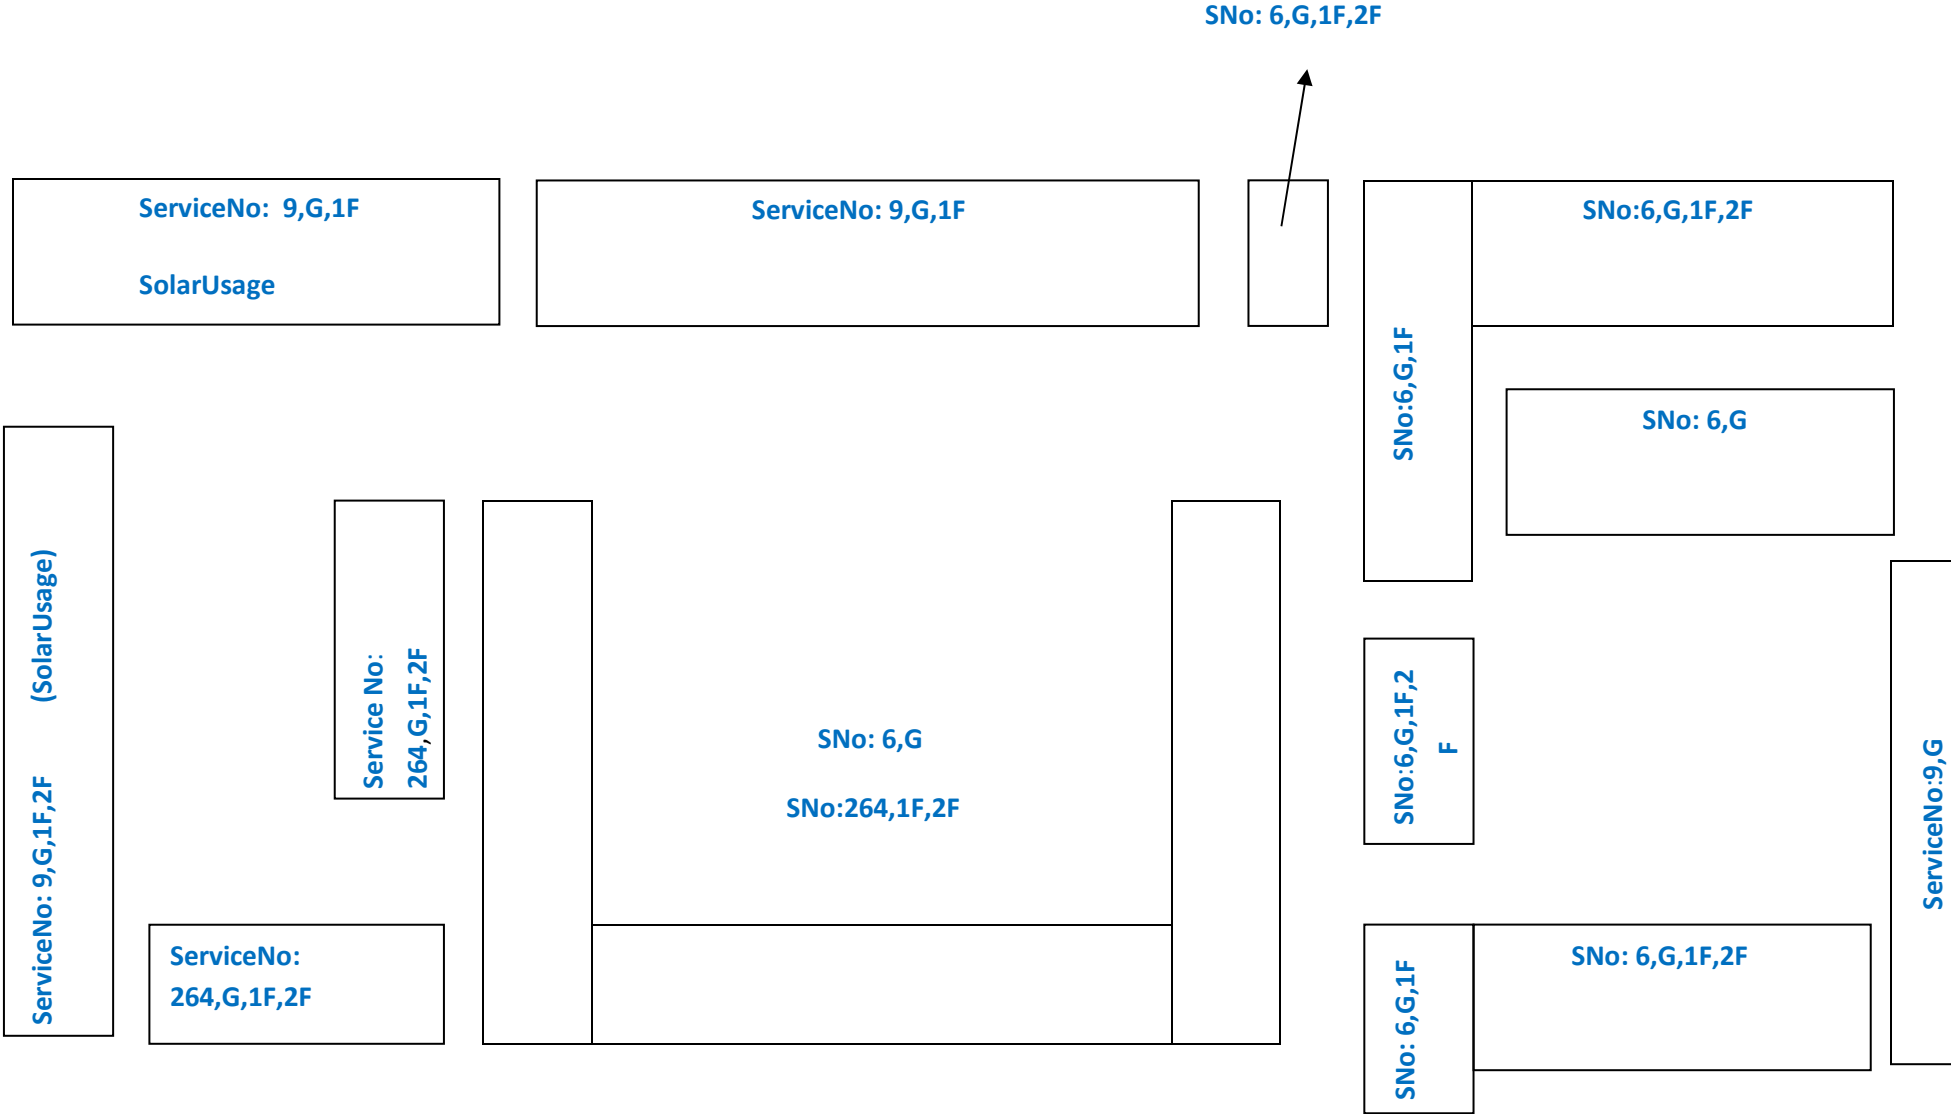 SNo: 6,G,1F,2F
ServiceNo: 9,G,1F
SolarUsage
ServiceNo: 9,G,1F
SNo:6,G,1F,2F
SNo:6,G,1F
SNo: 6,G
ServiceNo: 9,G,1F,2F (SolarUsage)
Service No:
264,G,1F,2F
SNo: 6,G
SNo:264,1F,2F
SNo:6,G,1F,2
F
ServiceNo:9,G
ServiceNo:
264,G,1F,2F
SNo: 6,G,1F
SNo: 6,G,1F,2F